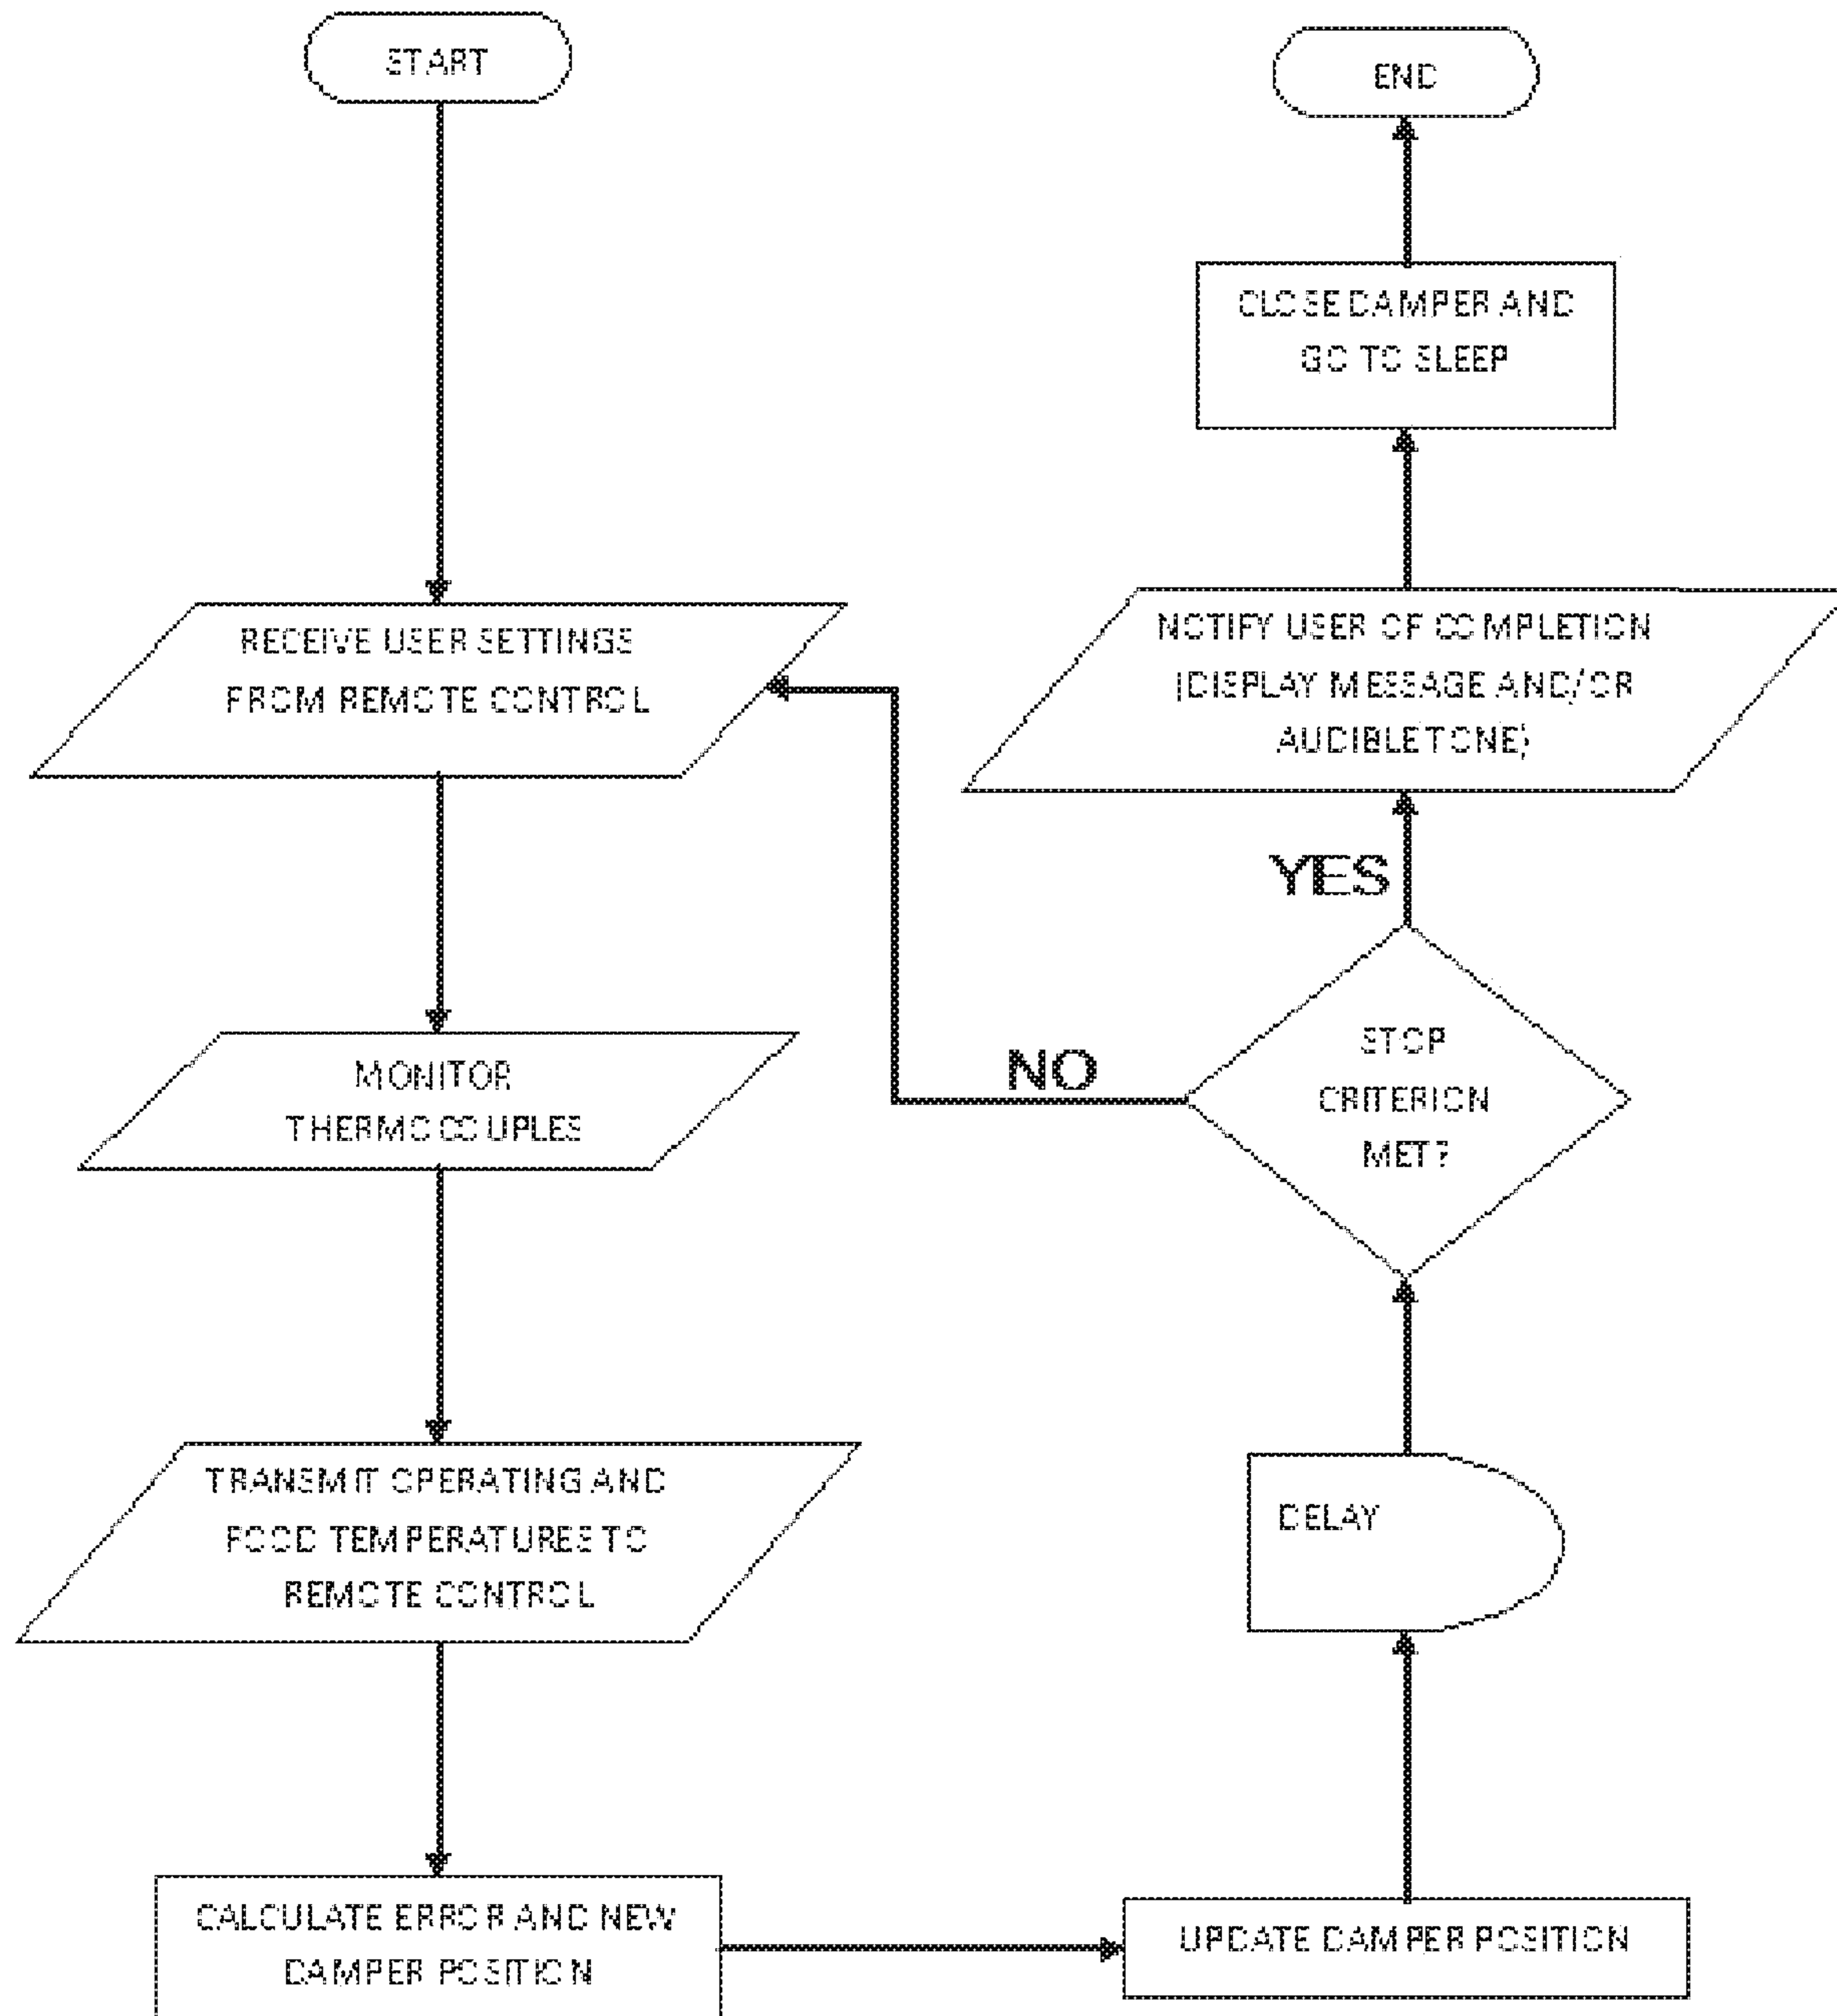 START
RECEIVE USER SETTINGS
FROM REMOTE CONTROL
MONITOR
THERMOCOUPLES
TRANSMIT OPERATING AND
FOOD TEMPERATURES TO
REMOTE CONTROL
CALCULATE ERROR AND NEW
DAMPER POSITION
UPDATE DAMPER POSITION
DELAY
STOP
CRITERION
MET?
NO
YES
NOTIFY USER OF COMPLETION
(DISPLAY MESSAGE AND/OR
AUDIBLE TONE)
CLOSE DAMPER AND
GO TO SLEEP
END